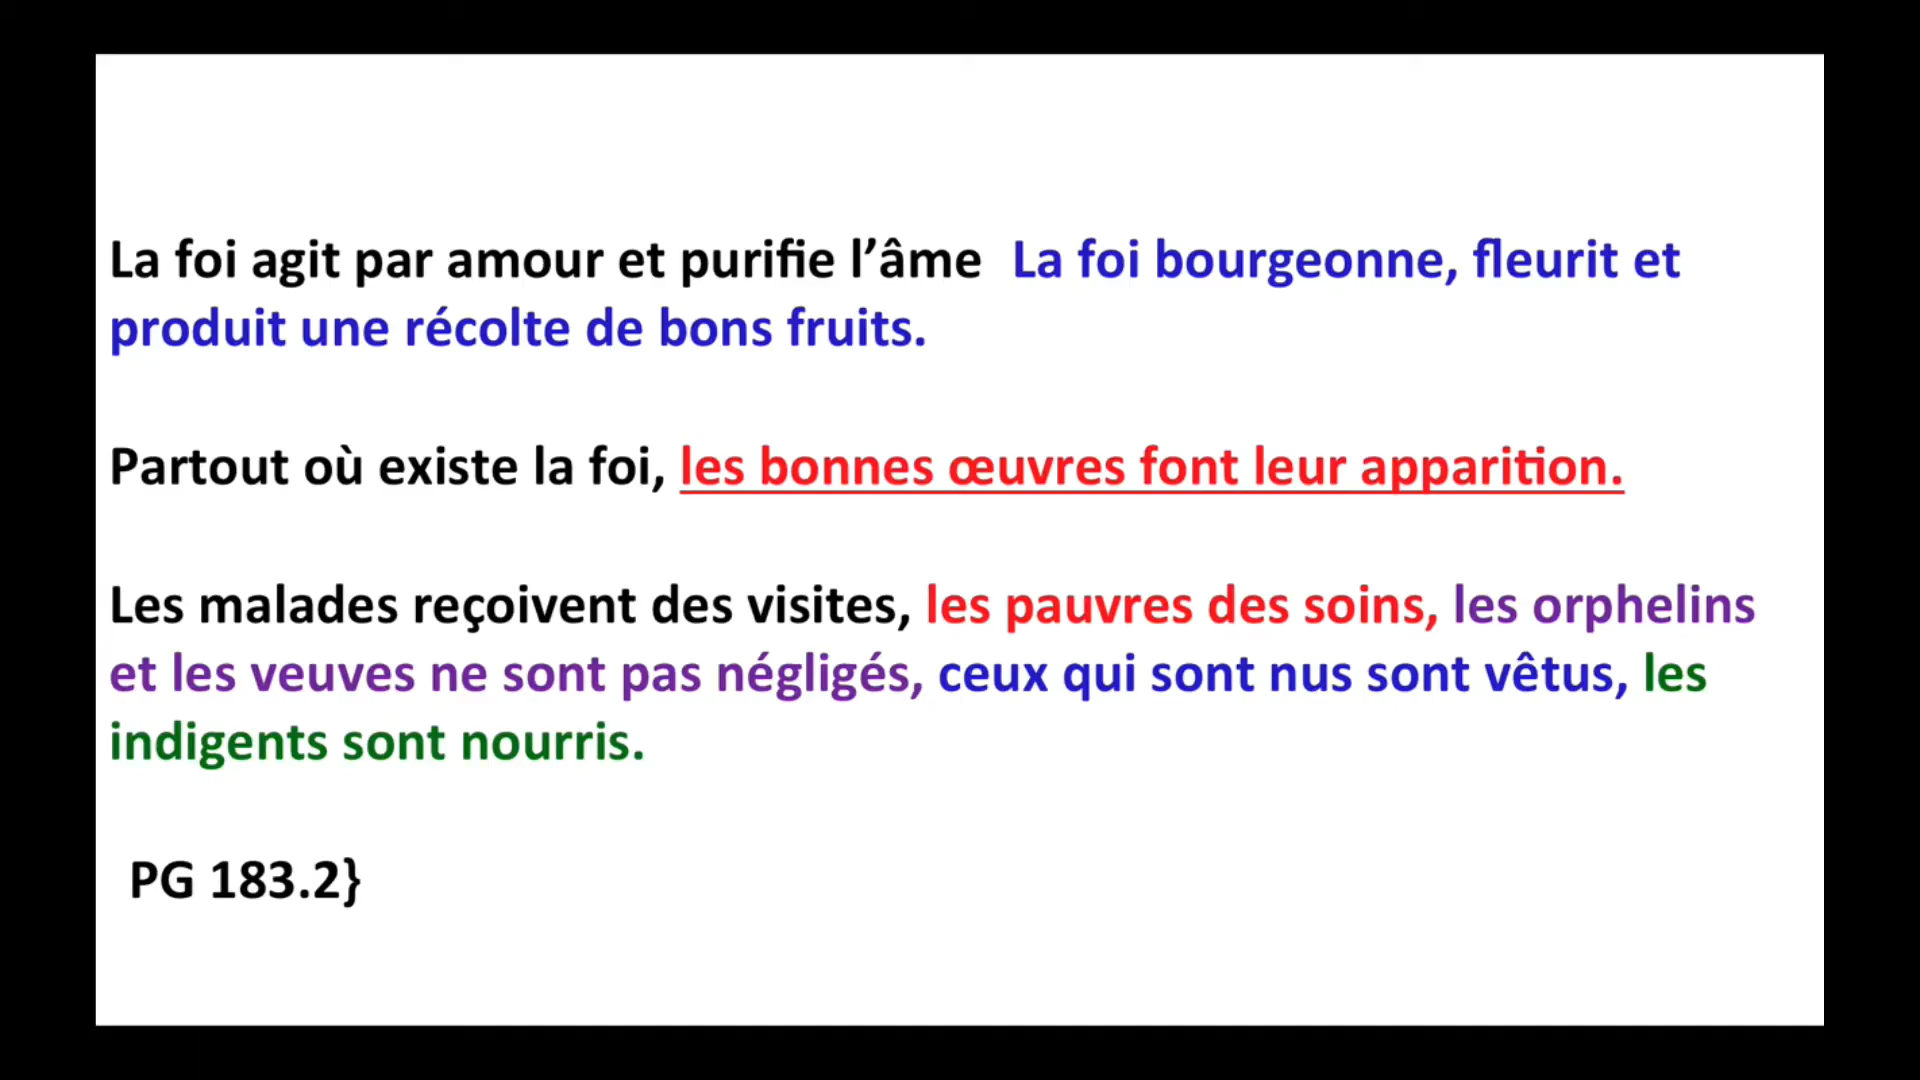 La foi agit par amour et purifie l’âme  La foi bourgeonne, fleurit et
produit une récolte de bons fruits.
Partout où existe la foi, les bonnes œuvres font leur apparition.
Les malades reçoivent des visites, les pauvres des soins, les orphelins
et les veuves ne sont pas négligés, ceux qui sont nus sont vêtus, les
indigents sont nourris.
PG 183.2}